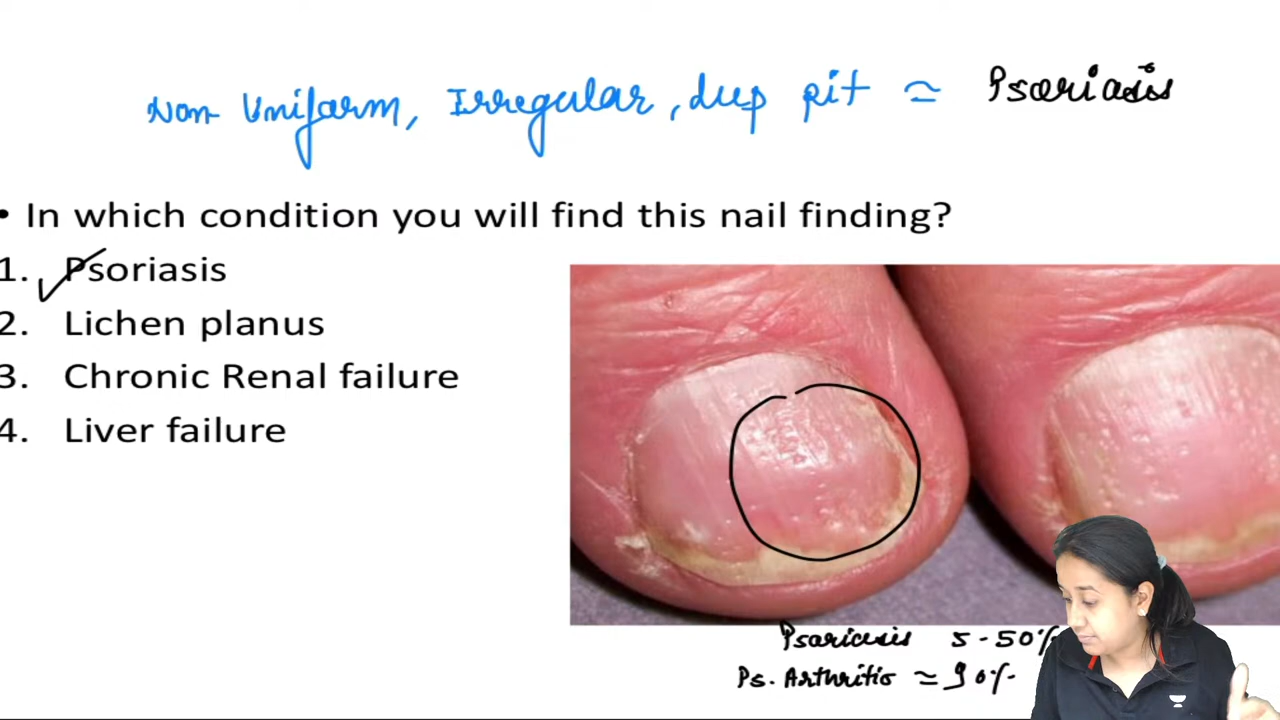 Non Uniform, Irregular, deep pit ≃ Psoriasis
• In which condition you will find this nail finding?
1. Psoriasis
2. Lichen planus
3. Chronic Renal failure
4. Liver failure
Psoriasis 5-50%
Ps. Arthritis ≃ 90%